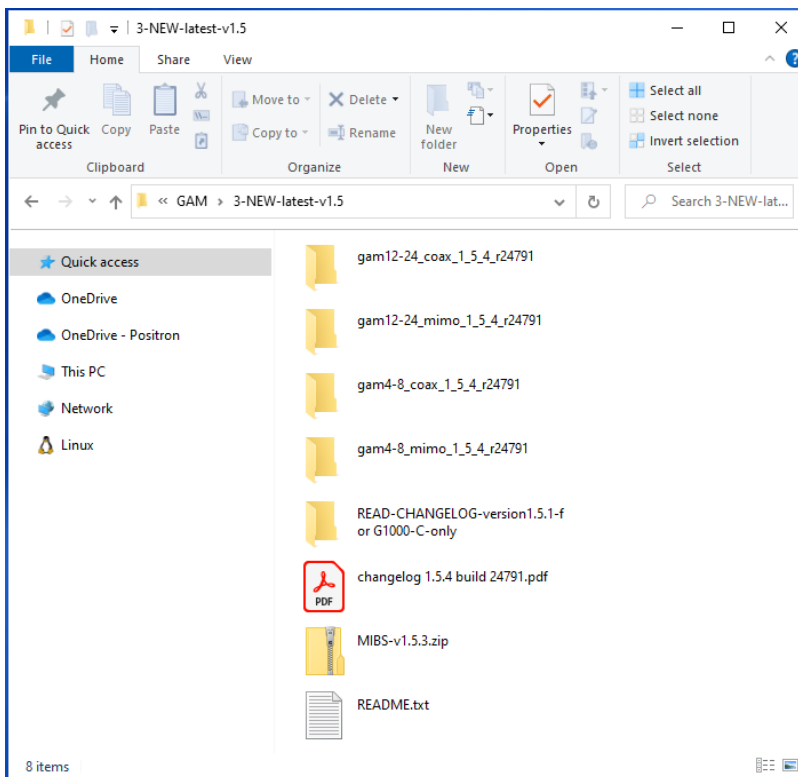 3-NEW-latest-v1.5
File
Home
Share
View
Pin to Quick
access
Copy
Paste
Clipboard
Move to
Copy to
Delete
Rename
Organize
New
folder
New
Properties
Open
Select all
Select none
Invert selection
Select
« GAM › 3-NEW-latest-v1.5
Search 3-NEW-lat...
Quick access
OneDrive
OneDrive - Positron
This PC
Network
Linux
gam12-24_coax_1_5_4_r24791
gam12-24_mimo_1_5_4_r24791
gam4-8_coax_1_5_4_r24791
gam4-8_mimo_1_5_4_r24791
READ-CHANGELOG-version1.5.1-f
or G1000-C-only
PDF
changelog 1.5.4 build 24791.pdf
MIBS-v1.5.3.zip
README.txt
8 items